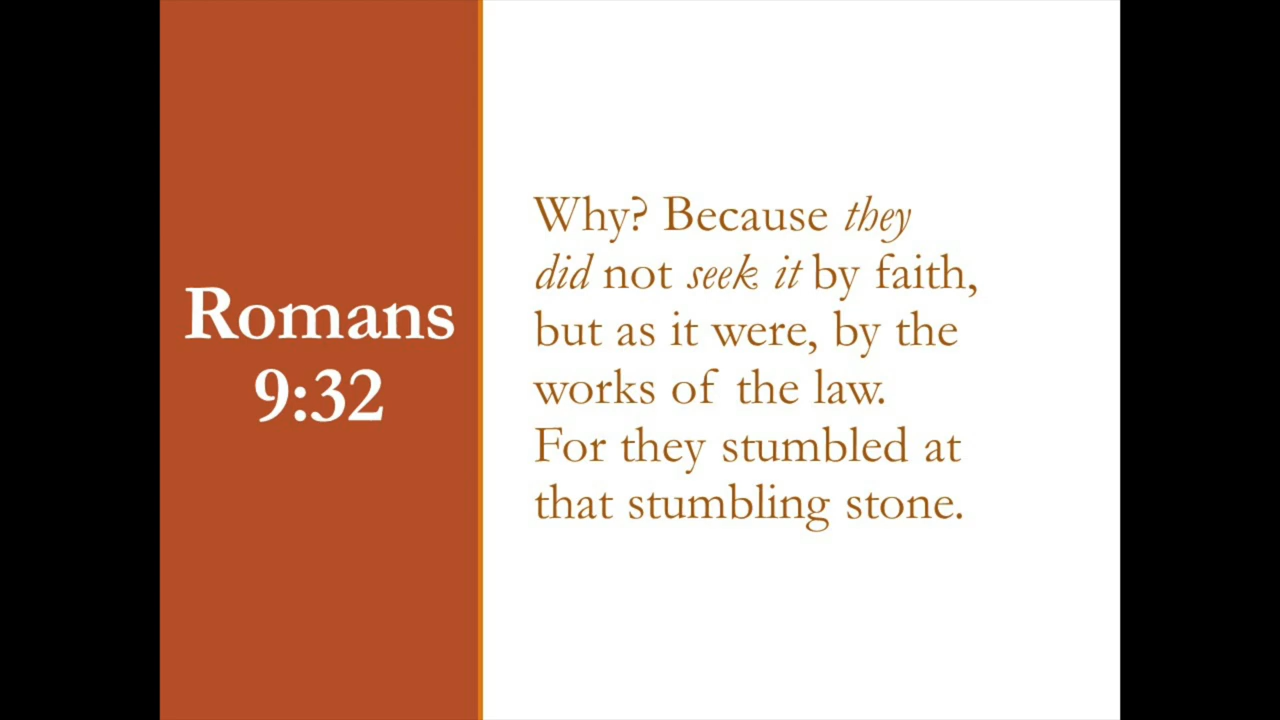 Romans
9:32
Why? Because they
did not seek it by faith,
but as it were, by the
works of the law.
For they stumbled at
that stumbling stone.